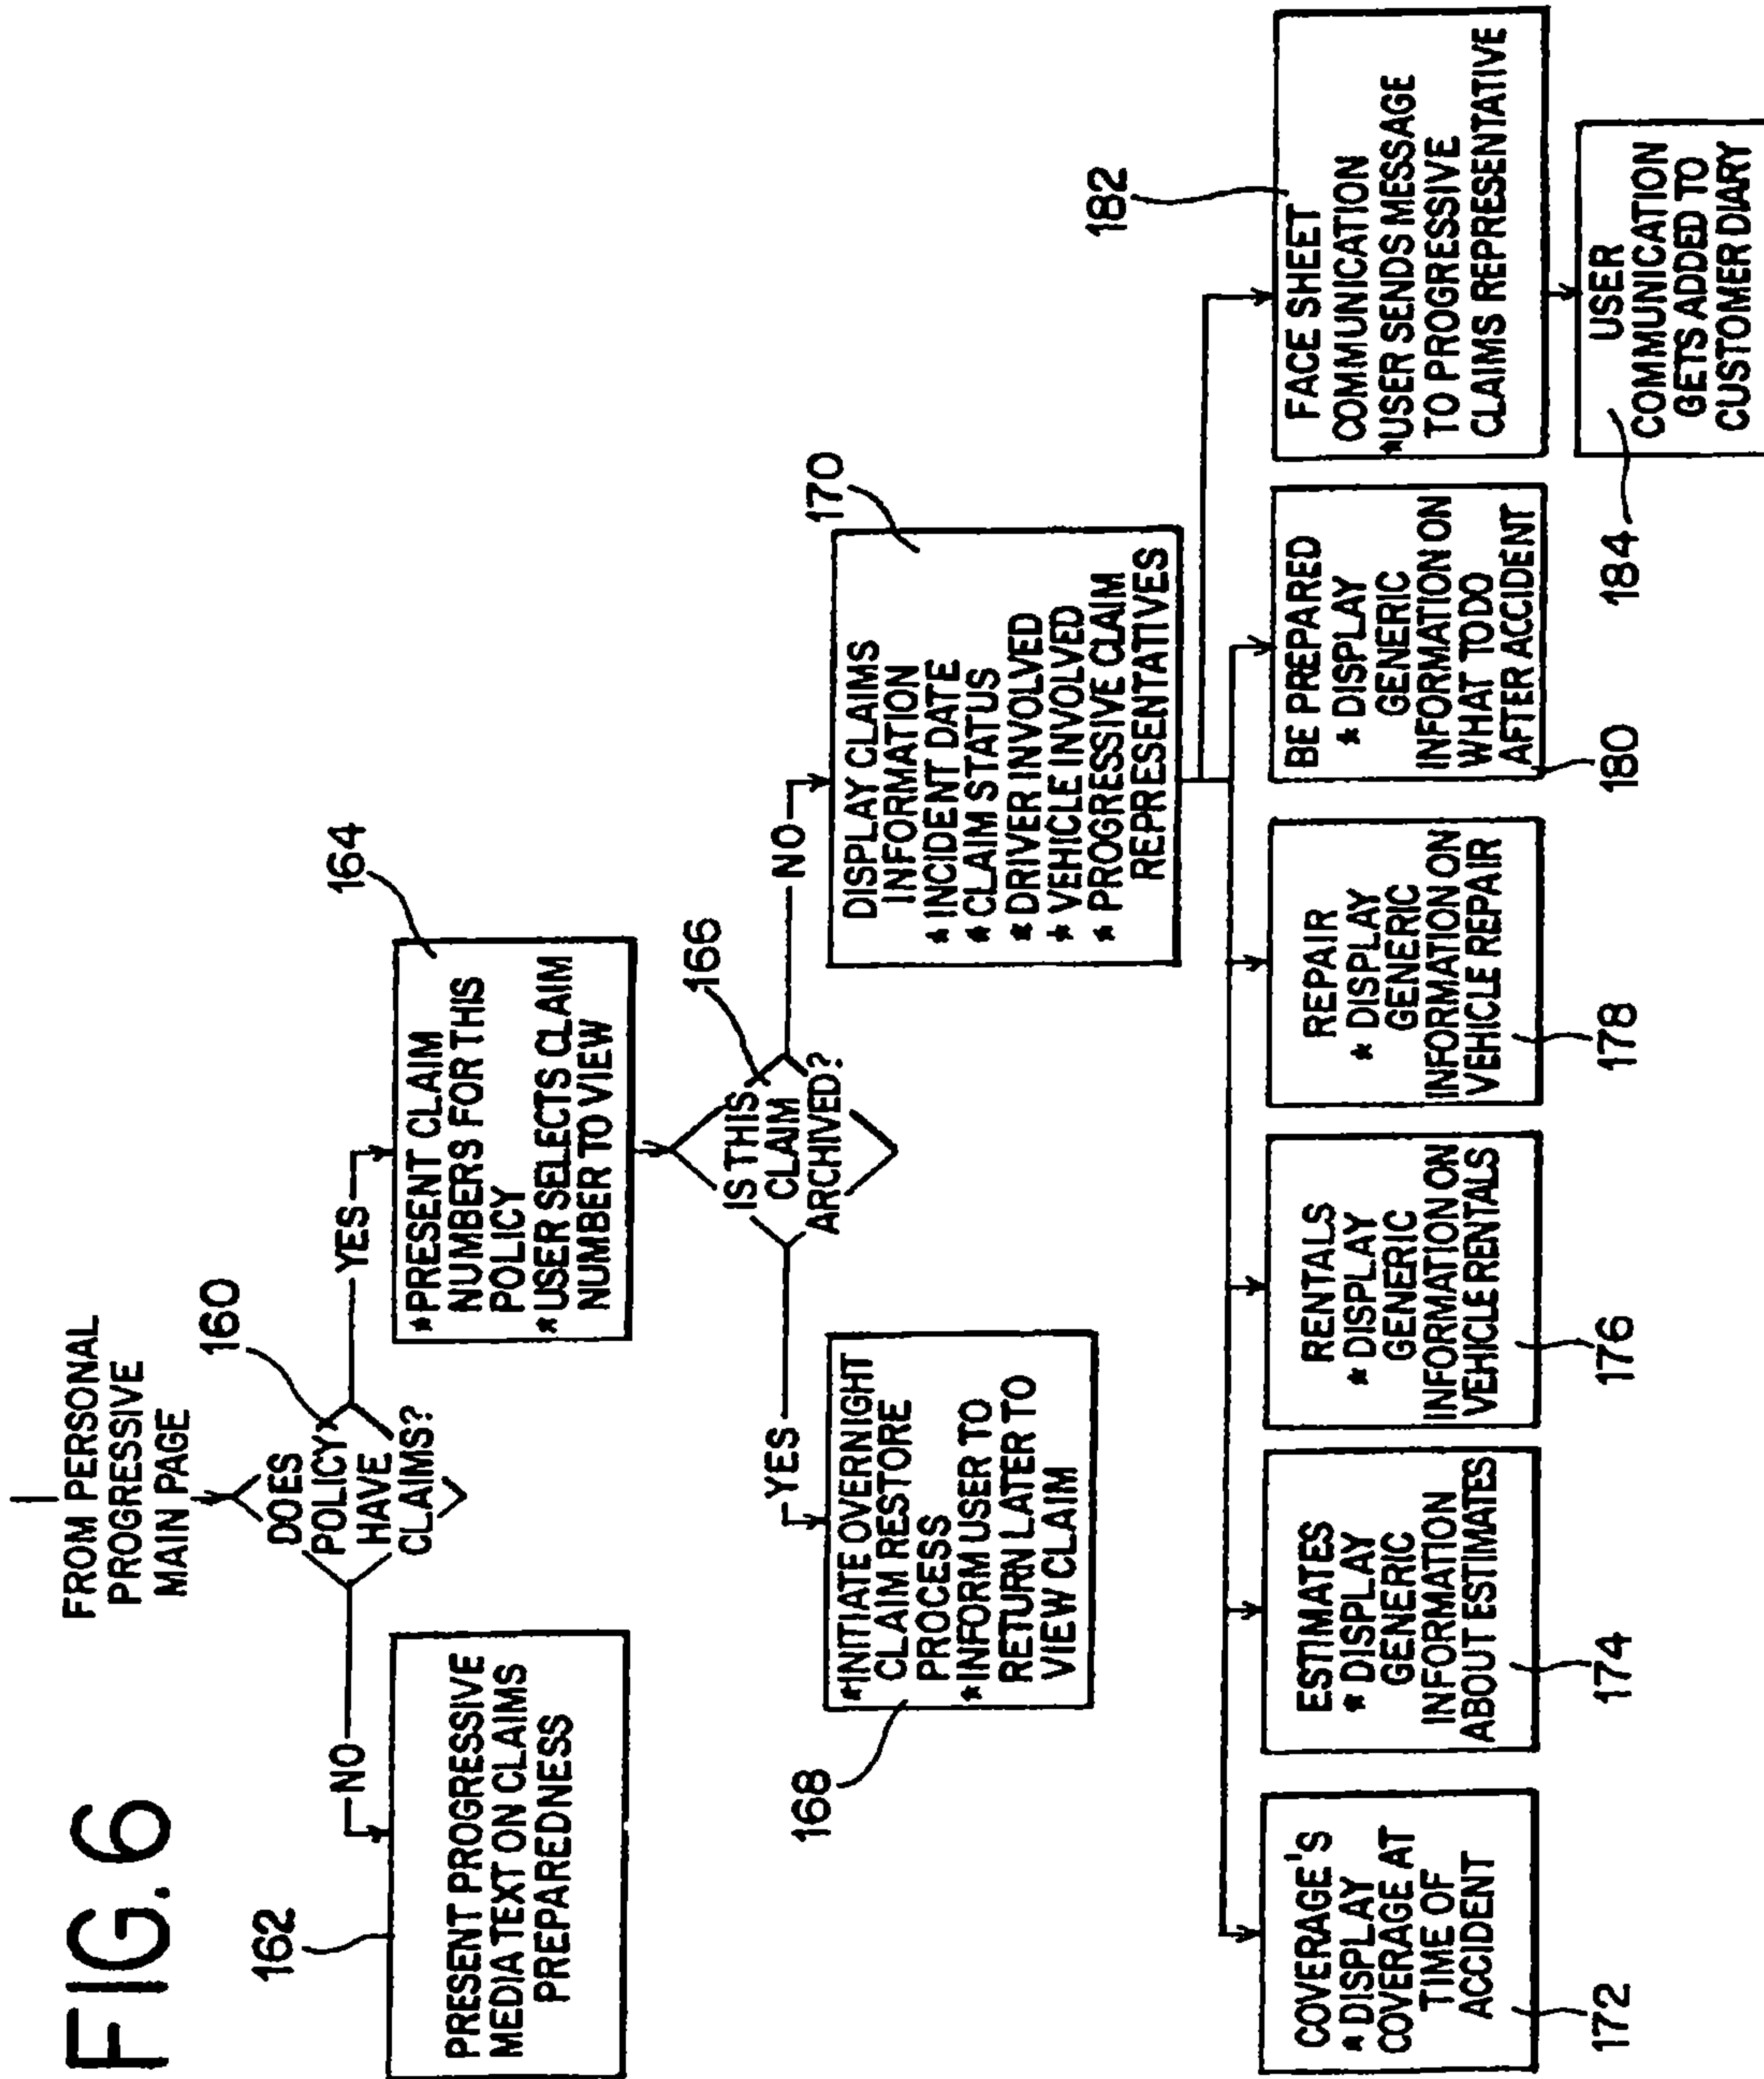 FIG. 6
FROM PERSONAL
PROGRESSIVE
MAIN PAGE
160
DOES
POLICY
HAVE
CLAIMS?
NO
YES
162
PRESENT PROGRESSIVE
MEDIA TEXT ON CLAIMS
PREPAREDNESS
164
* PRESENT CLAIM
NUMBERS FOR THIS
POLICY
* USER SELECTS CLAIM
NUMBER TO VIEW
166
IS THIS
CLAIM
ARCHIVED?
YES
NO
168
*INITIATE OVERNIGHT
CLAIM RESTORE
PROCESS
* INFORM USER TO
RETURN LATER TO
VIEW CLAIM
170
DISPLAY CLAIMS
INFORMATION
* INCIDENT DATE
* CLAIM STATUS
* DRIVER INVOLVED
* VEHICLE INVOLVED
* PROGRESSIVE CLAIM
REPRESENTATIVES
COVERAGE'S
* DISPLAY
COVERAGE AT
TIME OF
ACCIDENT
172
ESTIMATES
* DISPLAY
GENERIC
INFORMATION
ABOUT ESTIMATES
174
RENTALS
* DISPLAY
GENERIC
INFORMATION ON
VEHICLE RENTALS
176
REPAIR
* DISPLAY
GENERIC
INFORMATION ON
VEHICLE REPAIR
178
BE PREPARED
* DISPLAY
GENERIC
INFORMATION ON
WHAT TO DO
AFTER ACCIDENT
180
182
FACE SHEET
COMMUNICATION
*USER SENDS MESSAGE
TO PROGRESSIVE
CLAIMS REPRESENTATIVE
184
USER
COMMUNICATION
GETS ADDED TO
CUSTOMER DIARY